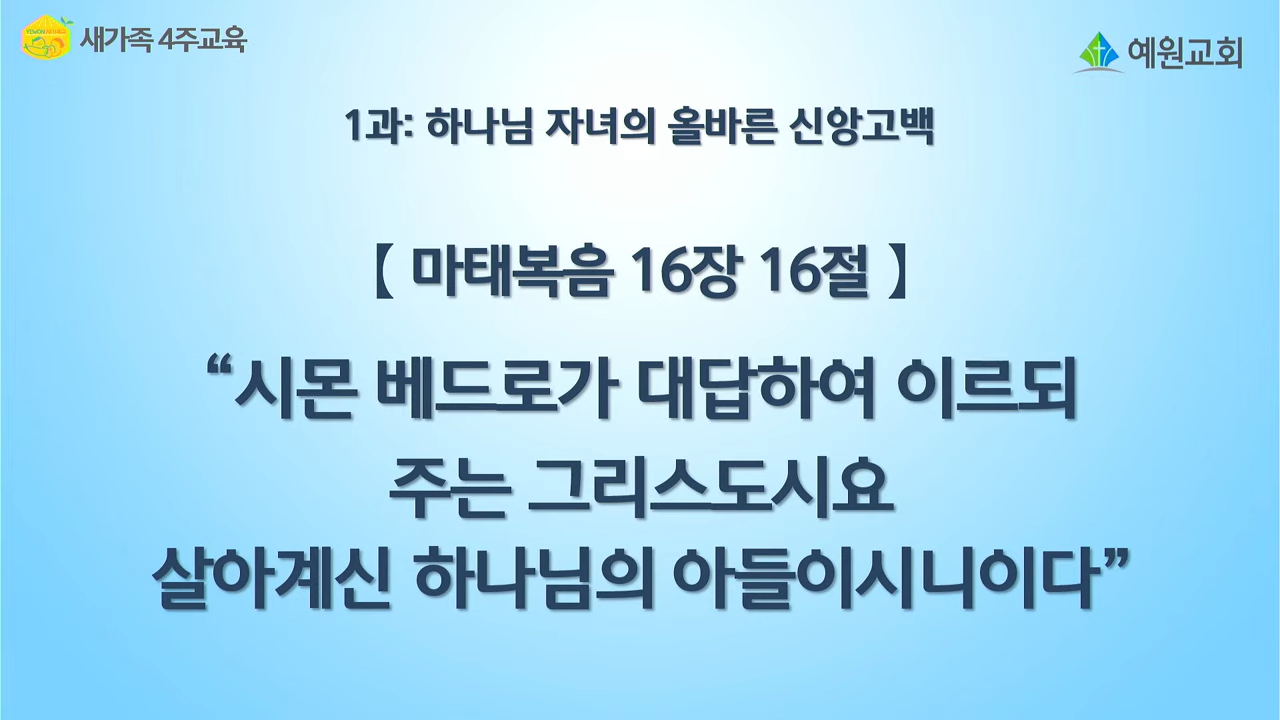 새가족 4주교육
예원교회
1과: 하나님 자녀의 올바른 신앙고백
【 마태복음 16장 16절 】
“시몬 베드로가 대답하여 이르되
주는 그리스도시요
살아계신 하나님의 아들이시니이다”